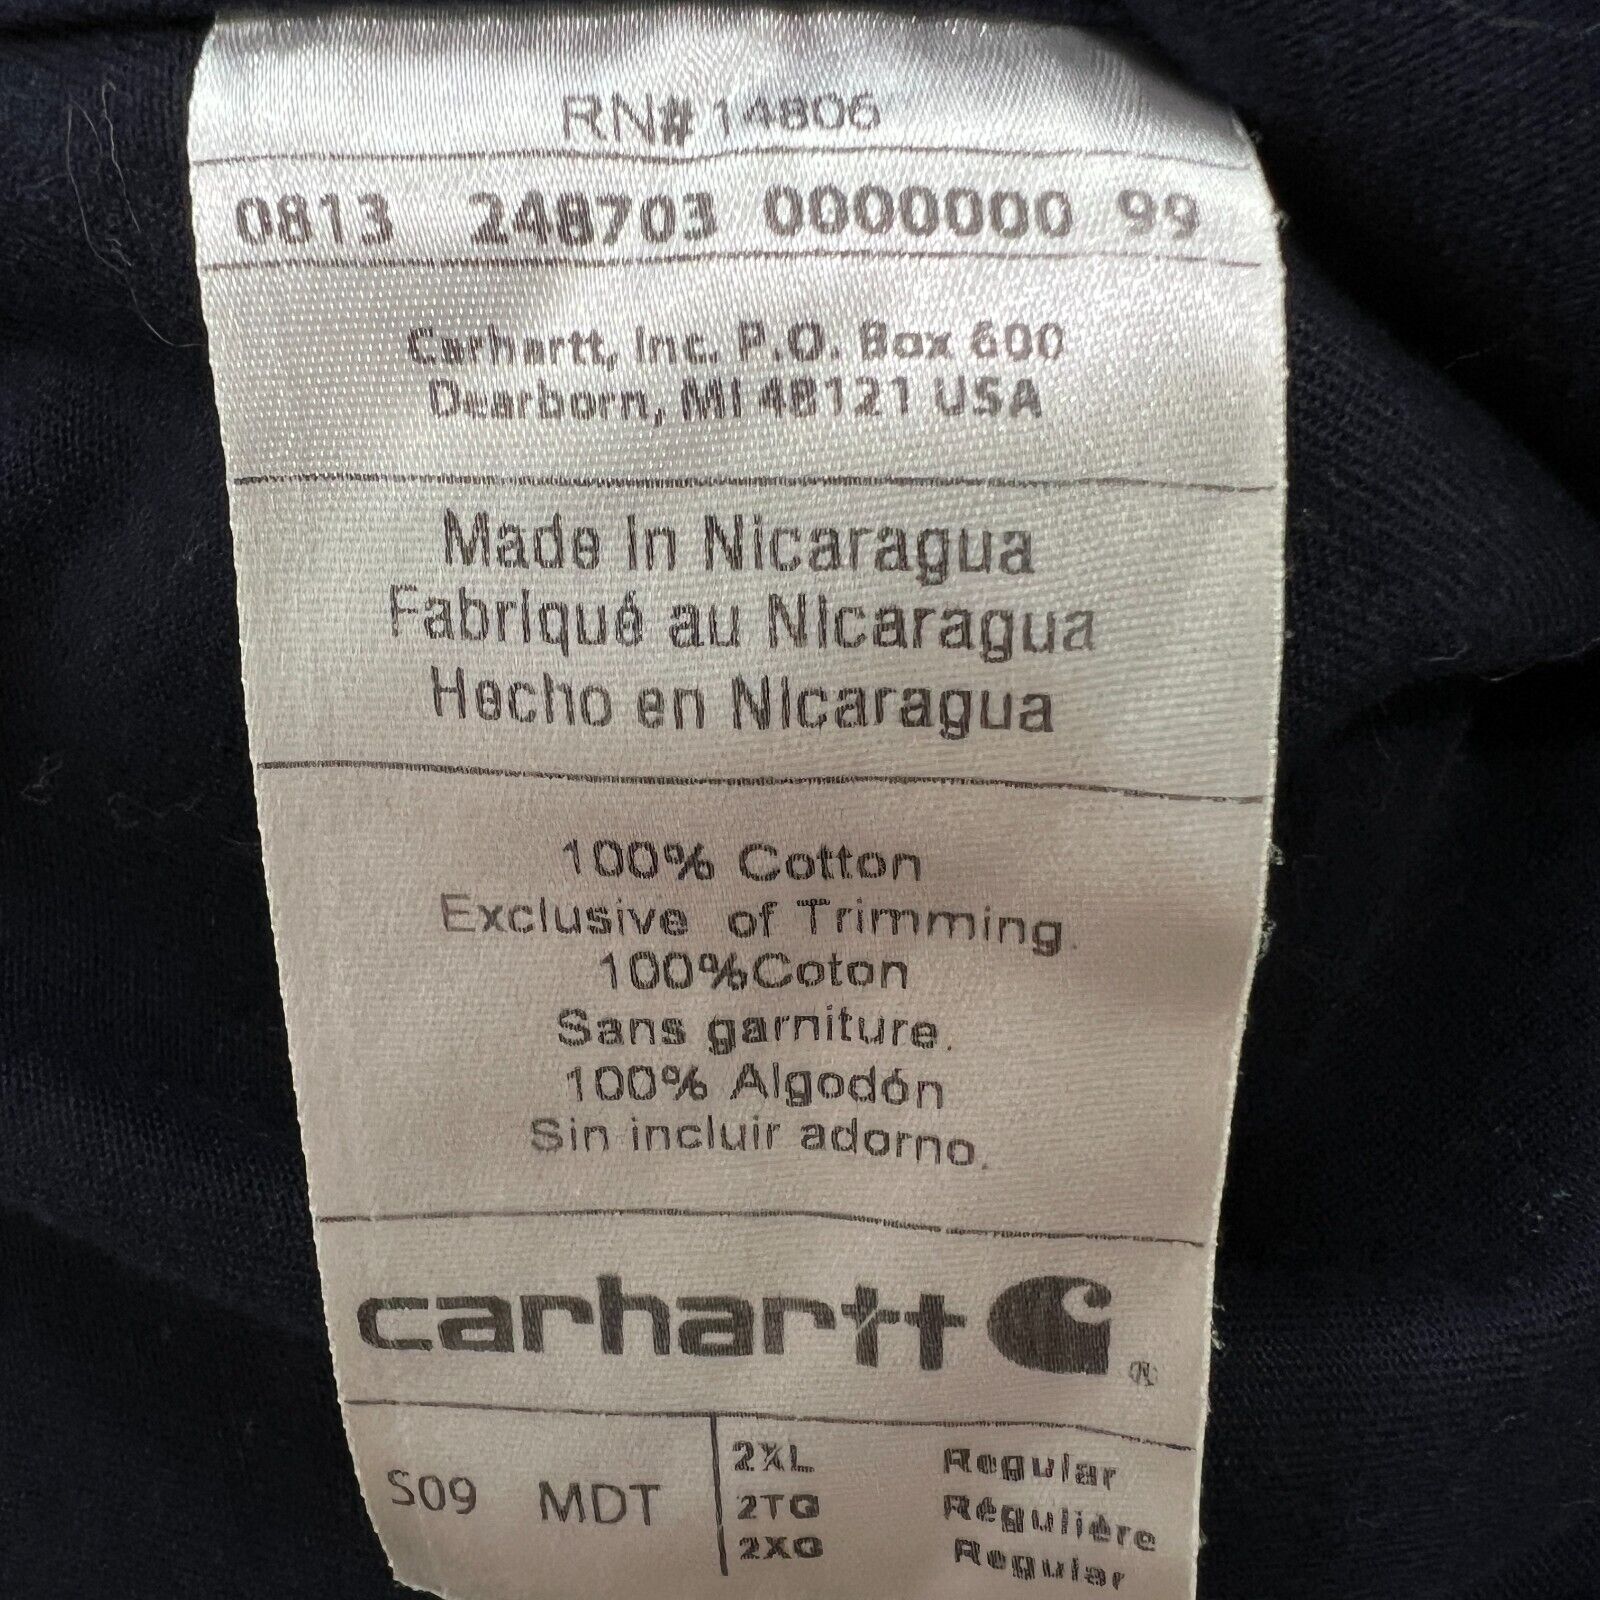 RN# 14806
0813 248703 0000000 99
Carhartt, Inc. P.O. Box 600
Dearborn, MI 48121 USA
Made In Nicaragua
Fabriqué au Nicaragua
Hecho en Nicaragua
100% Cotton
Exclusive of Trimming.
100%Coton
Sans garniture.
100% Algodón
Sin incluir adorno.
carhartt ®
S09 MDT
2XL Regular
2TG Régulière
2XG Regular